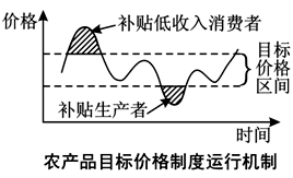 价格
补贴低收入消费者
目标
价格
区间
补贴生产者
时间
农产品目标价格制度运行机制